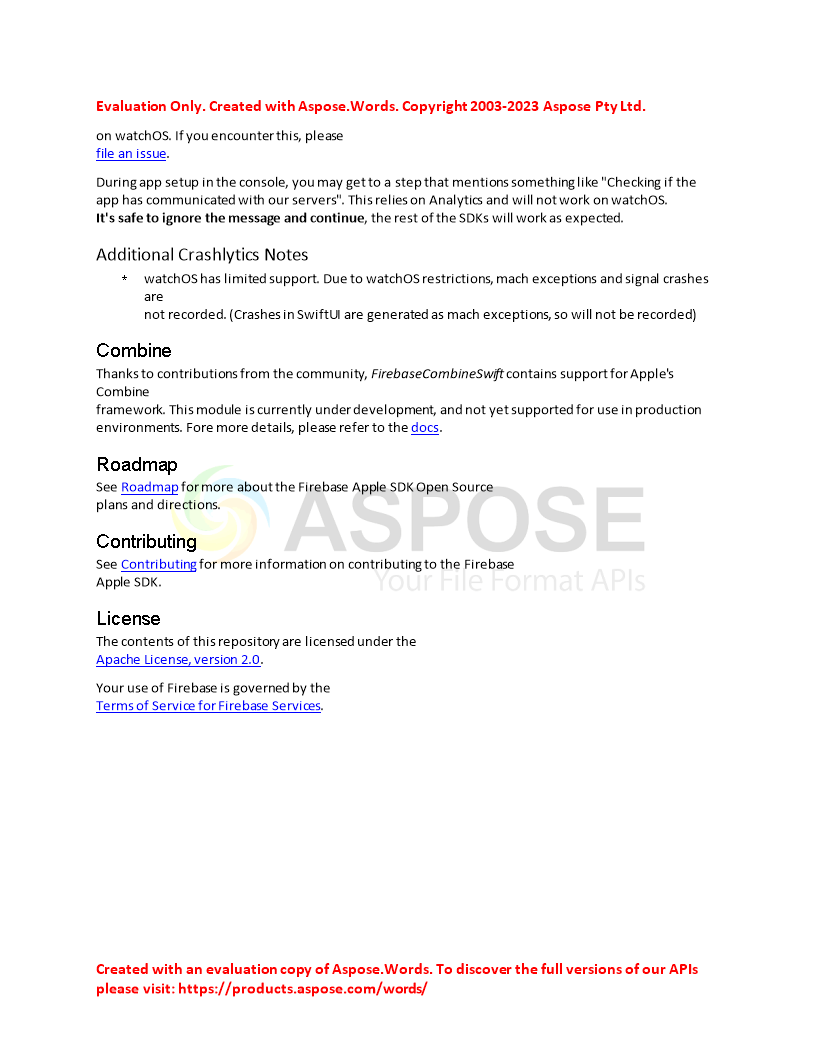 Evaluation Only. Created with Aspose.Words. Copyright 2003-2023 Aspose Pty Ltd.
on watchOS. If you encounter this, please
file an issue.
During app setup in the console, you may get to a step that mentions something like "Checking if the
app has communicated with our servers". This relies on Analytics and will not work on watchOS.
It's safe to ignore the message and continue, the rest of the SDKs will work as expected.
Additional Crashlytics Notes
* watchOS has limited support. Due to watchOS restrictions, mach exceptions and signal crashes
are
not recorded. (Crashes in SwiftUI are generated as mach exceptions, so will not be recorded)
Combine
Thanks to contributions from the community, FirebaseCombineSwift contains support for Apple's
Combine
framework. This module is currently under development, and not yet supported for use in production
environments. Fore more details, please refer to the docs.
Roadmap
See Roadmap for more about the Firebase Apple SDK Open Source
plans and directions.
ASPOSE
Contributing
See Contributing for more information on contributing to the Firebase
Apple SDK.
Your File Format APIs
License
The contents of this repository are licensed under the
Apache License, version 2.0.
Your use of Firebase is governed by the
Terms of Service for Firebase Services.
Created with an evaluation copy of Aspose.Words. To discover the full versions of our APIs
please visit: https://products.aspose.com/words/